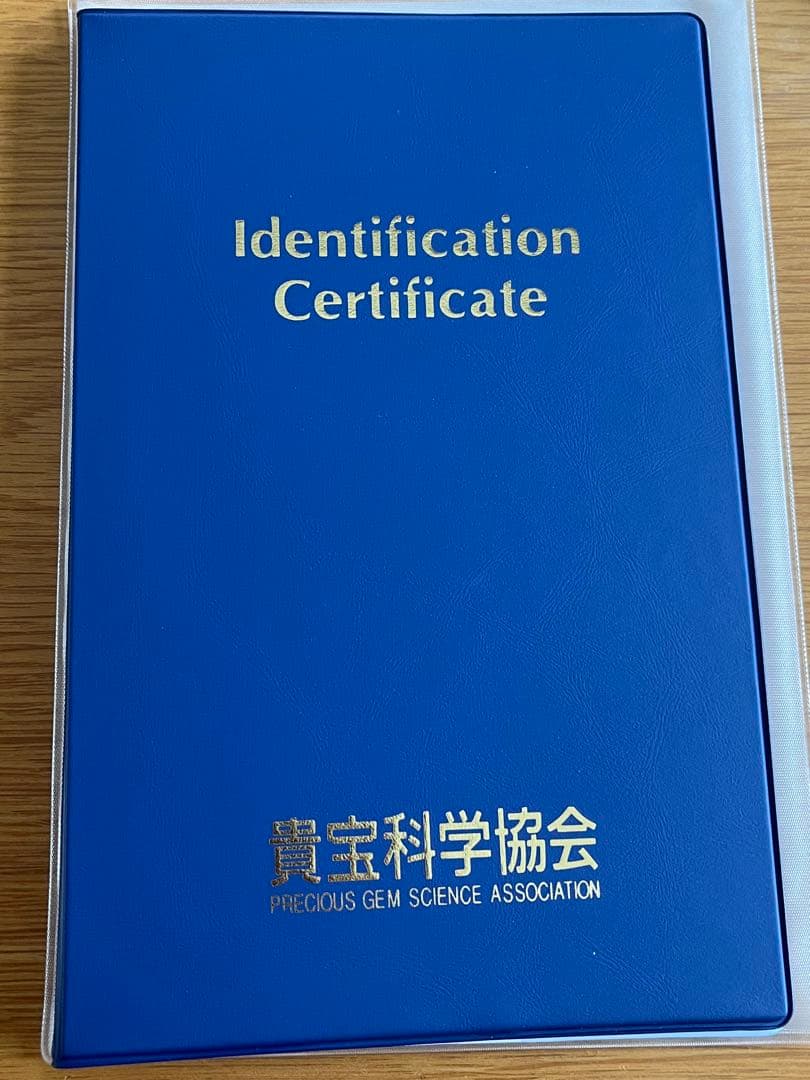 Identification
Certificate
貴宝科学協会
PRECIOUS GEM SCIENCE ASSOCIATION